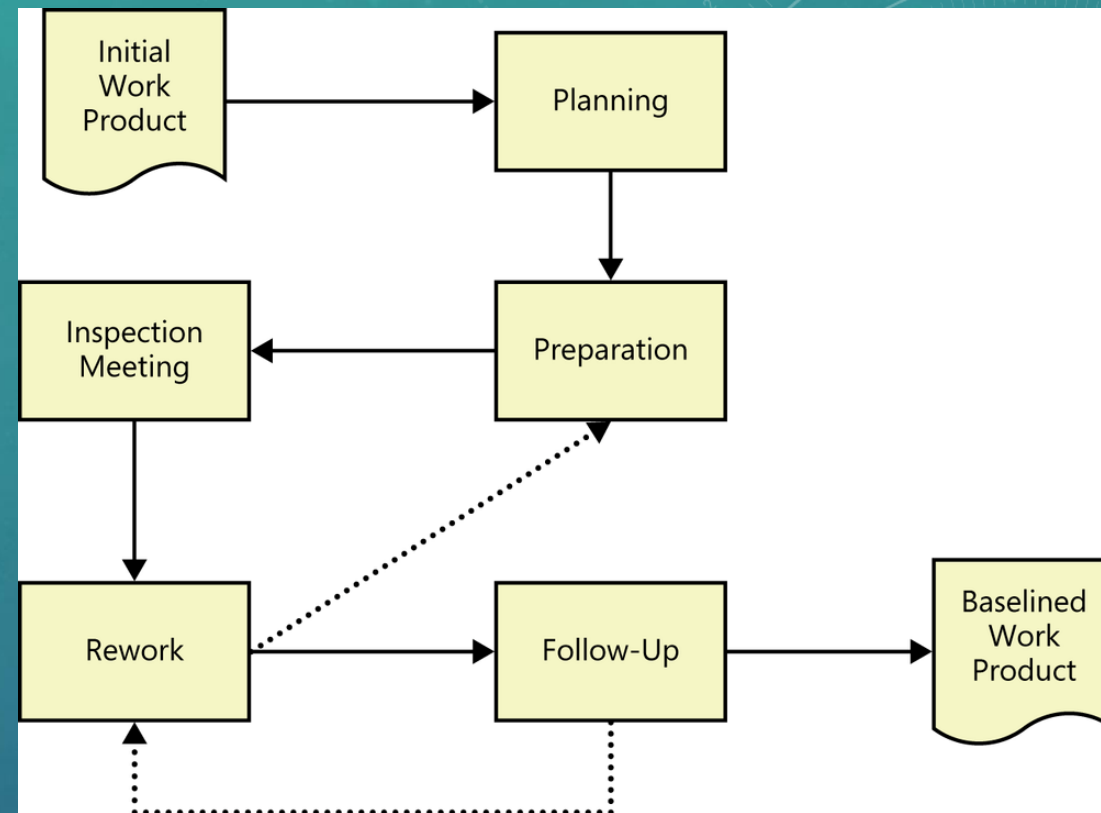 Initial
Work
Product
Planning
Inspection
Meeting
Preparation
Rework
Follow-Up
Baselined
Work
Product